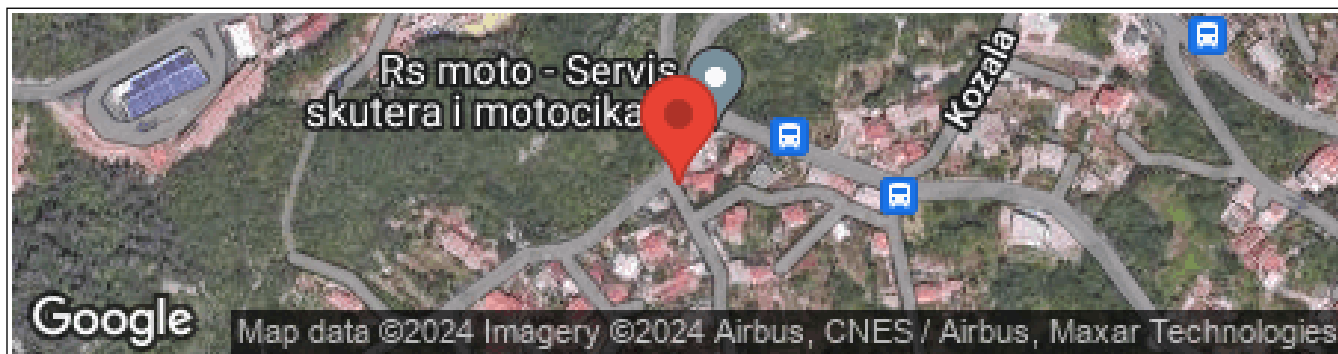 Rs moto - Servis
skutera i motocika
Kozala
Google
Map data ©2024 Imagery ©2024 Airbus, CNES / Airbus, Maxar Technologies